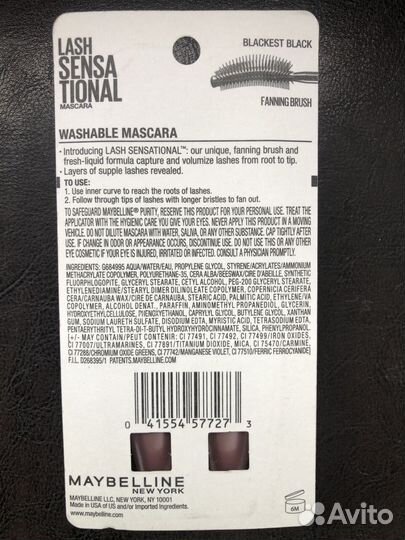 LASH
SENSA
TIONAL
MASCARA
BLACKEST BLACK
FANNING BRUSH
WASHABLE MASCARA
• Introducing LASH SENSATIONAL™: our unique, fanning brush and
fresh-liquid formula capture and volumize lashes from root to tip.
• Layers of supple lashes revealed.
TO USE:
1. Use inner curve to reach the roots of lashes.
2. Follow through tips of lashes with longer bristles to fan out.
TO SAFEGUARD MAYBELLINE® PURITY, RESERVE THIS PRODUCT FOR YOUR PERSONAL USE. TREAT THE
APPLICATOR WITH THE HYGIENIC CARE YOU GIVE YOUR EYES. NEVER APPLY THIS PRODUCT IN A MOVING
VEHICLE. DO NOT DILUTE MASCARA WITH WATER, SALIVA, OR ANY OTHER SUBSTANCE. CAP TIGHTLY AFTER
USE. IF CHANGE IN ODOR OR APPEARANCE OCCURS, DISCONTINUE USE. DO NOT USE THIS OR ANY OTHER
EYE COSMETIC IF YOUR EYE IS INJURED, IRRITATED OR INFECTED. CONSULT A PHYSICIAN PROMPTLY.
INGREDIENTS: G684995 AQUA/WATER/EAU, PROPYLENE GLYCOL, STYRENE/ACRYLATES/AMMONIUM
METHACRYLATE COPOLYMER, POLYURETHANE-35, CERA ALBA/BEESWAX/CIRE D'ABEILLE, SYNTHETIC
FLUORPHLOGOPITE, GLYCERYL STEARATE, CETYL ALCOHOL, PEG-200 GLYCERYL STEARATE,
ETHYLENEDIAMINE/STEARYL DIMER DILINOLEATE COPOLYMER, COPERNICIA CERIFERA
CERA/CARNAUBA WAX/CIRE DE CARNAUBA, STEARIC ACID, PALMITIC ACID, ETHYLENE/VA
COPOLYMER, ALCOHOL DENAT., PARAFFIN, AMINOMETHYL PROPANEDIOL, GLYCERIN,
HYDROXYETHYLCELLULOSE, PHENOXYETHANOL, CAPRYLYL GLYCOL, BUTYLENE GLYCOL, XANTHAN
GUM, SODIUM LAURETH SULFATE, DISODIUM EDTA, MYRISTIC ACID, TETRASODIUM EDTA,
PENTAERYTHRITYL TETRA-DI-T-BUTYL HYDROXYHYDROCINNAMATE, SILICA, PHENETHYL ALCOHOL,
[+/- MAY CONTAIN/PEUT CONTENIR: CI 77491, CI 77492, CI 77499/IRON OXIDES,
CI 77007/ULTRAMARINES, CI 77891/TITANIUM DIOXIDE, MICA, CI 75470/CARMINE,
CI 77288/CHROMIUM OXIDE GREENS, CI 77742/MANGANESE VIOLET, CI 77510/FERRIC FERROCYANIDE]
F.I.L. D268395/1 PATENTS.MAYBELLINE.COM
0 41554 57727 3
MAYBELLINE
NEW YORK
MAYBELLINE LLC, NEW YORK, NY 10001
Made in USA of US and/or Imported Ingredients.
www.maybelline.com
6M
Avito